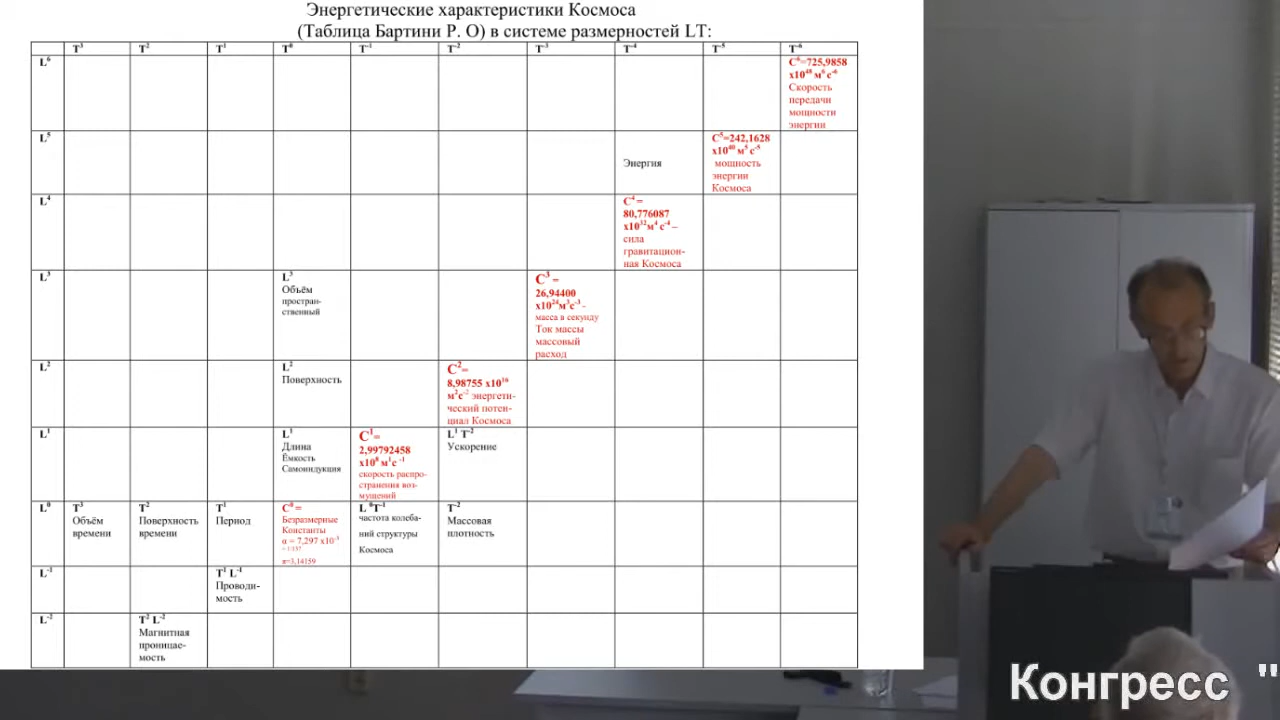 Энергетические характеристики Космоса
(Таблица Бартини Р. О) в системе размерностей LT:
T³ T² T¹ T⁰ T⁻¹ T⁻² T⁻³ T⁻⁴ T⁻⁵ T⁻⁶
L⁶
C⁶=725,9858
x10⁴⁸ м⁶ с⁻⁶
Скорость
передачи
мощности
энергии
L⁵
Энергия
C⁵=242,1628
x10⁴⁰ м⁵ с⁻⁵
мощность
энергии
Космоса
L⁴
C⁴ =
80,776087
x10³²м⁴ с⁻⁴ –
сила
гравитацион-
ная Космоса
L³
L³
Объём
простран-
ственный
C³ =
26,94400
x10²⁴м³с⁻³ -
масса в секунду
Ток массы
массовый
расход
L²
L²
Поверхность
C²=
8,98755 x10¹⁶
м²с⁻² энергети-
ческий потен-
циал Космоса
L¹
L¹
Длина
Ёмкость
Самоиндукция
C¹=
2,99792458
x10⁸ м¹с ⁻¹
скорость распро-
странения воз-
мущений
L¹ T⁻²
Ускорение
L⁰
T³
Объём
времени
T²
Поверхность
времени
T¹
Период
C⁰ =
Безразмерные
Константы
α = 7,297 x10⁻³
= 1/137
π=3,14159
L ⁰T⁻¹
частота колеба-
ний структуры
Космоса
T⁻²
Массовая
плотность
L⁻¹
T¹ L⁻¹
Проводи-
мость
L⁻²
T² L⁻²
Магнитная
проницае-
мость
Конгресс "